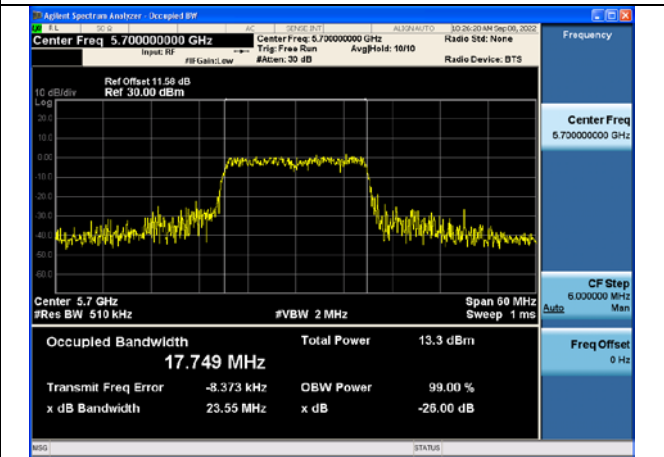 Agilent Spectrum Analyzer - Occupied BW
RL 50 Ω AC SENSE:INT ALIGNAUTO 10:26:20 AM Sep 08, 2022
Center Freq 5.700000000 GHz Center Freq: 5.700000000 GHz Radio Std: None
Input: RF Trig: Free Run Avg|Hold: 10/10
#IFGain:Low #Atten: 30 dB Radio Device: BTS
Frequency
Ref Offset 11.58 dB
10 dB/div Ref 30.00 dBm
Log
20.0
10.0
0.00
-10.0
-20.0
-30.0
-40.0
-50.0
-60.0
Center Freq
5.700000000 GHz
Center 5.7 GHz Span 60 MHz
#Res BW 510 kHz #VBW 2 MHz Sweep 1 ms
CF Step
6.000000 MHz
Auto Man
Occupied Bandwidth Total Power 13.3 dBm
17.749 MHz
Transmit Freq Error -8.373 kHz OBW Power 99.00 %
x dB Bandwidth 23.55 MHz x dB -26.00 dB
Freq Offset
0 Hz
MSG STATUS